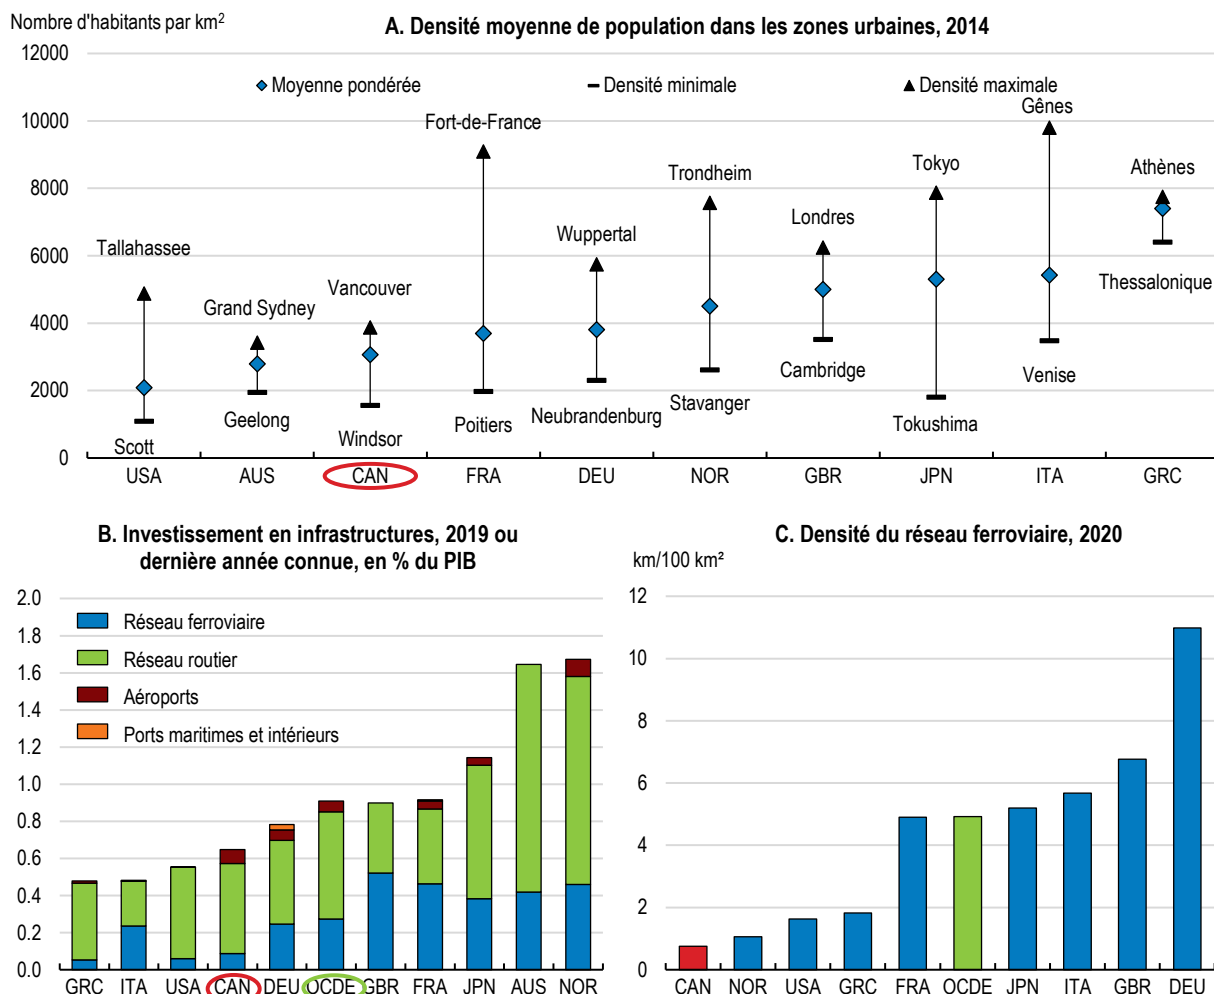 Nombre d'habitants par km²
A. Densité moyenne de population dans les zones urbaines, 2014
12000
Moyenne pondérée
Densité minimale
Densité maximale
10000
8000
6000
4000
2000
0
Tallahassee
Scott
Grand Sydney
Geelong
Vancouver
Windsor
Fort-de-France
Poitiers
Wuppertal
Neubrandenburg
Trondheim
Stavanger
Londres
Cambridge
Tokyo
Tokushima
Gênes
Venise
Athènes
Thessalonique
USA AUS CAN FRA DEU NOR GBR JPN ITA GRC
B. Investissement en infrastructures, 2019 ou
dernière année connue, en % du PIB
2.0
1.8
1.6
1.4
1.2
1.0
0.8
0.6
0.4
0.2
0.0
Réseau ferroviaire
Réseau routier
Aéroports
Ports maritimes et intérieurs
GRC ITA USA CAN DEU OCDE GBR FRA JPN AUS NOR
C. Densité du réseau ferroviaire, 2020
km/100 km²
12
10
8
6
4
2
0
CAN NOR USA GRC FRA OCDE JPN ITA GBR DEU